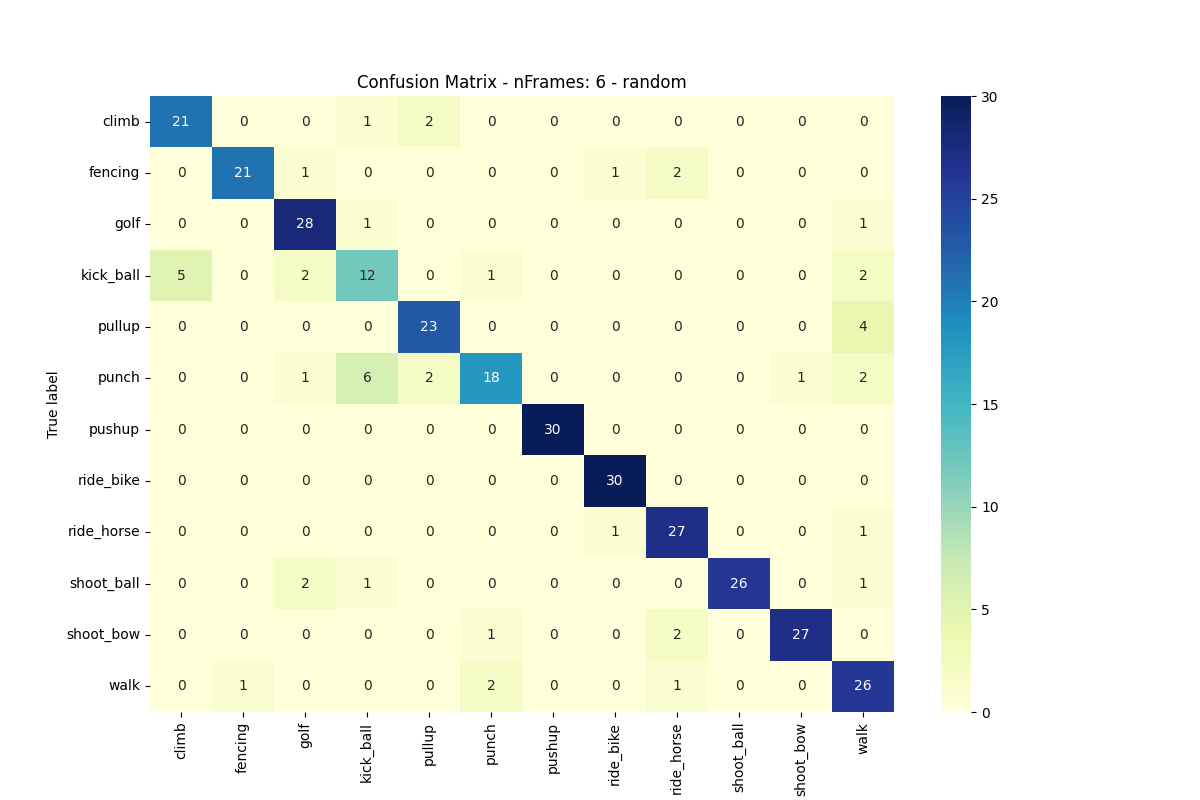 Confusion Matrix - nFrames: 6 - random
climb 21 0 0 1 2 0 0 0 0 0 0 0
fencing 0 21 1 0 0 0 0 1 2 0 0 0
golf 0 0 28 1 0 0 0 0 0 0 0 1
kick_ball 5 0 2 12 0 1 0 0 0 0 0 2
pullup 0 0 0 0 23 0 0 0 0 0 0 4
punch 0 0 1 6 2 18 0 0 0 0 1 2
pushup 0 0 0 0 0 0 30 0 0 0 0 0
ride_bike 0 0 0 0 0 0 0 30 0 0 0 0
ride_horse 0 0 0 0 0 0 0 1 27 0 0 1
shoot_ball 0 0 2 1 0 0 0 0 0 26 0 1
shoot_bow 0 0 0 0 0 1 0 0 2 0 27 0
walk 0 1 0 0 0 2 0 0 1 0 0 26
True label
climb fencing golf kick_ball pullup punch pushup ride_bike ride_horse shoot_ball shoot_bow walk
30
25
20
15
10
5
0